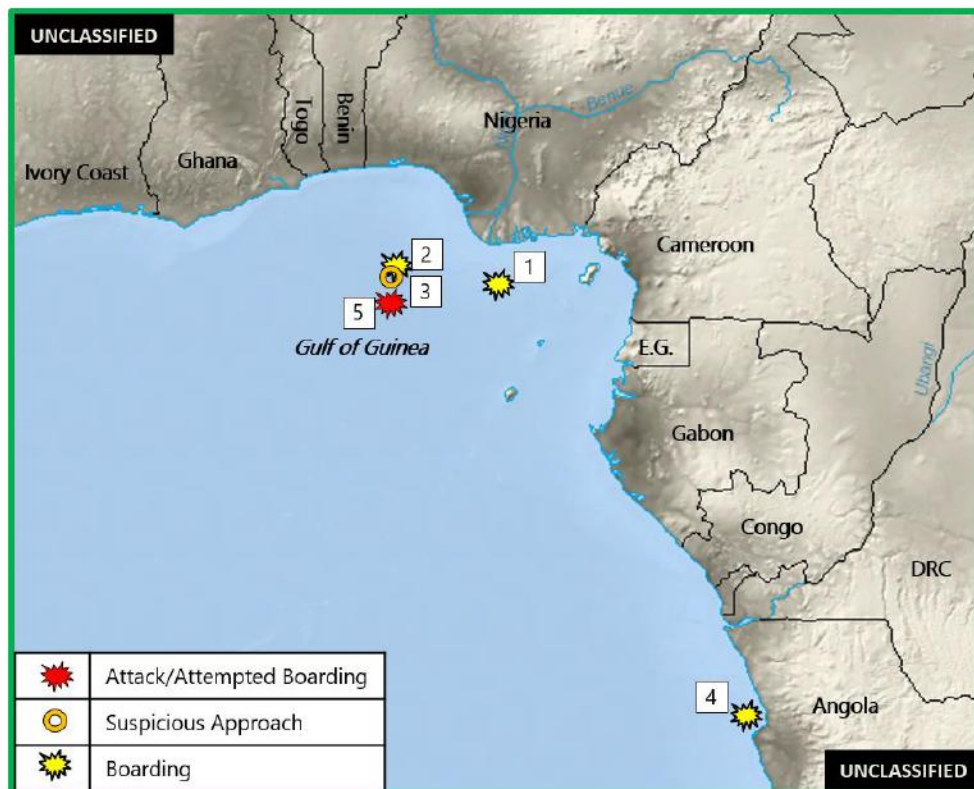 UNCLASSIFIED
Ivory Coast
Ghana
Togo
Benin
Nigeria
Benue
Cameroon
2
1
3
5
Gulf of Guinea
E.G.
Ubangi
Gabon
Congo
DRC
4
Angola
Attack/Attempted Boarding
Suspicious Approach
Boarding
UNCLASSIFIED